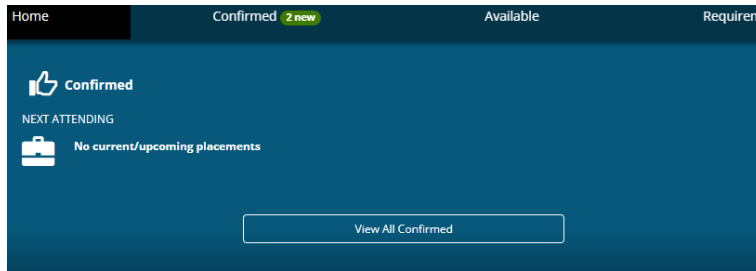 Home Confirmed 2 new Available
Confirmed
NEXT ATTENDING
No current/upcoming placements
View All Confirmed